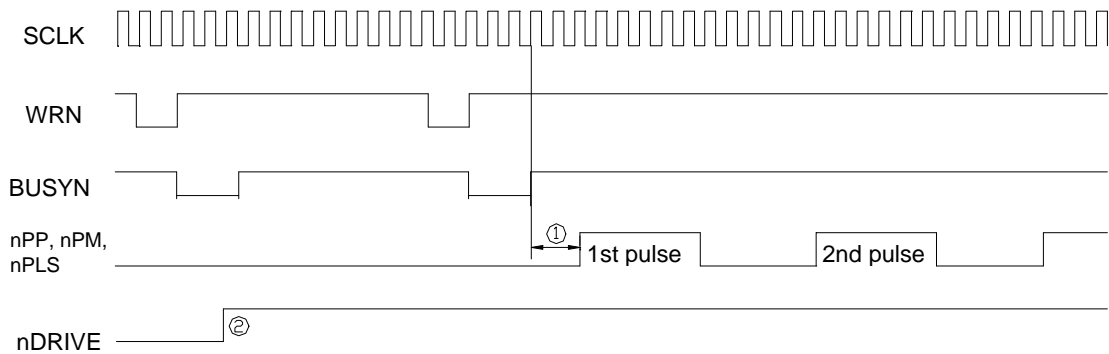 SCLK
WRN
BUSYN
nPP, nPM,
nPLS
①
1st pulse
2nd pulse
②
nDRIVE